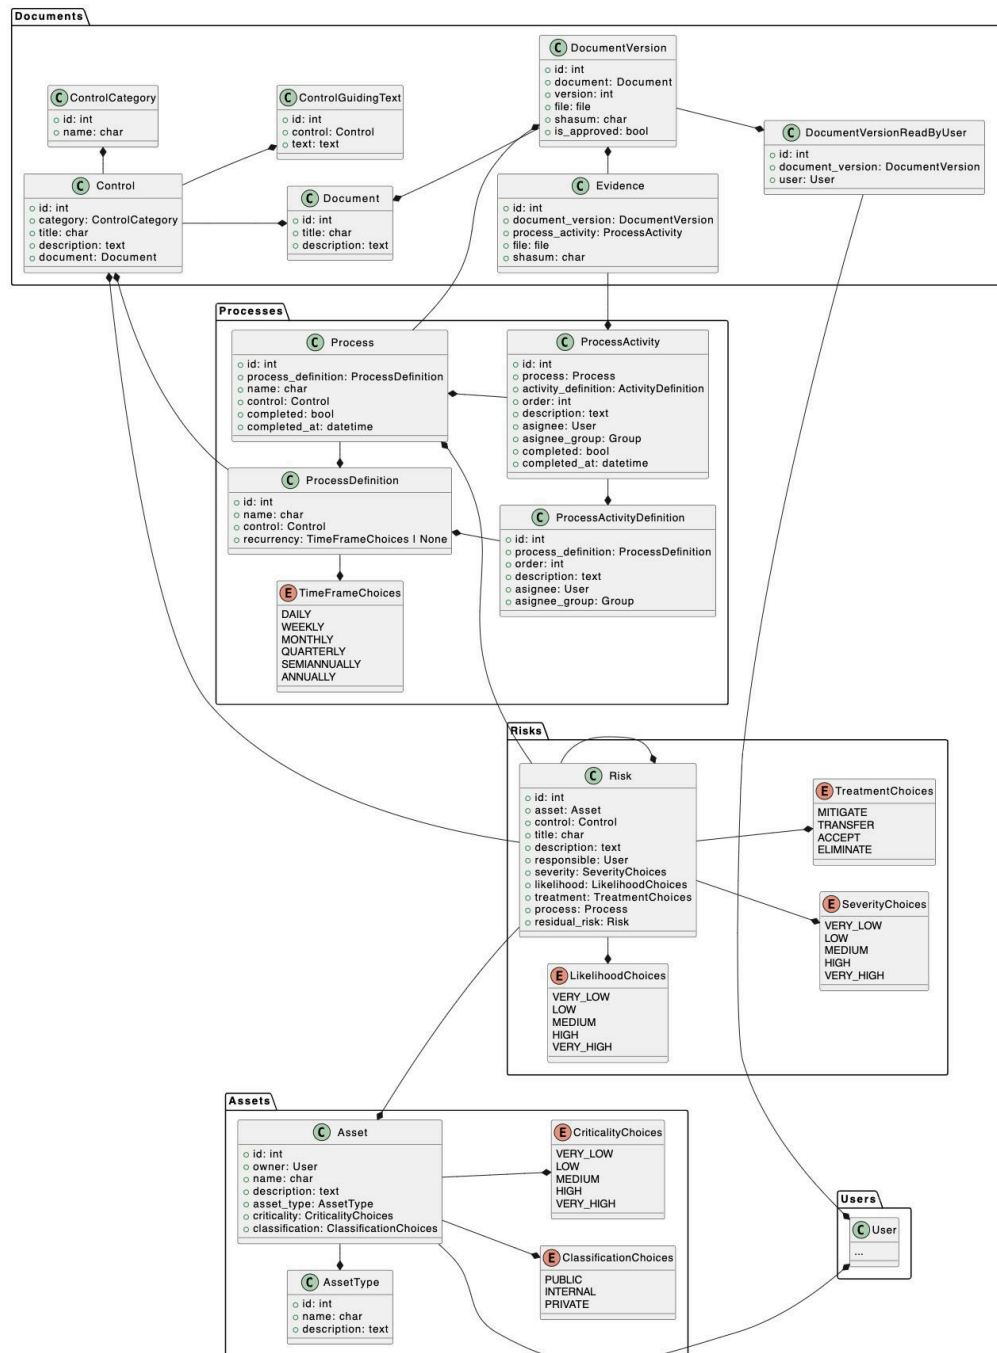 Documents
C DocumentVersion
id: int
document: Document
version: int
file: file
shasum: char
is_approved: bool
C ControlCategory
id: int
name: char
C ControlGuidingText
id: int
control: Control
text: text
C DocumentVersionReadByUser
id: int
document_version: DocumentVersion
user: User
C Control
id: int
category: ControlCategory
title: char
description: text
document: Document
C Document
id: int
title: char
description: text
C Evidence
id: int
document_version: DocumentVersion
process_activity: ProcessActivity
file: file
shasum: char
Processes
C Process
id: int
process_definition: ProcessDefinition
name: char
control: Control
completed: bool
completed_at: datetime
C ProcessActivity
id: int
process: Process
activity_definition: ActivityDefinition
order: int
description: text
asignee: User
asignee_group: Group
completed: bool
completed_at: datetime
C ProcessDefinition
id: int
name: char
control: Control
recurrency: TimeFrameChoices | None
C ProcessActivityDefinition
id: int
process_definition: ProcessDefinition
order: int
description: text
asignee: User
asignee_group: Group
E TimeFrameChoices
DAILY
WEEKLY
MONTHLY
QUARTERLY
SEMIANNUALLY
ANNUALLY
Risks
C Risk
id: int
asset: Asset
control: Control
title: char
description: text
responsible: User
severity: SeverityChoices
likelihood: LikelihoodChoices
treatment: TreatmentChoices
process: Process
residual_risk: Risk
E TreatmentChoices
MITIGATE
TRANSFER
ACCEPT
ELIMINATE
E SeverityChoices
VERY_LOW
LOW
MEDIUM
HIGH
VERY_HIGH
E LikelihoodChoices
VERY_LOW
LOW
MEDIUM
HIGH
VERY_HIGH
Assets
C Asset
id: int
owner: User
name: char
description: text
asset_type: AssetType
criticality: CriticalityChoices
classification: ClassificationChoices
E CriticalityChoices
VERY_LOW
LOW
MEDIUM
HIGH
VERY_HIGH
E ClassificationChoices
PUBLIC
INTERNAL
PRIVATE
C AssetType
id: int
name: char
description: text
Users
C User
...